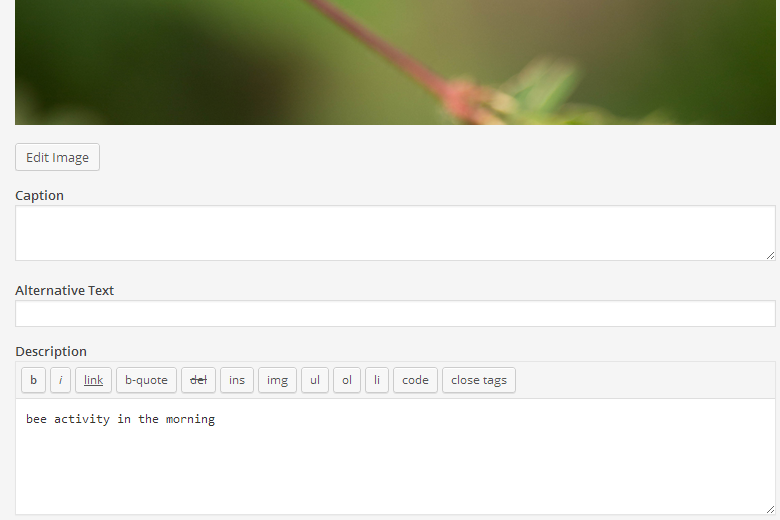 Edit Image
Caption
Alternative Text
Description
b i link b-quote del ins img ul ol li code close tags
bee activity in the morning